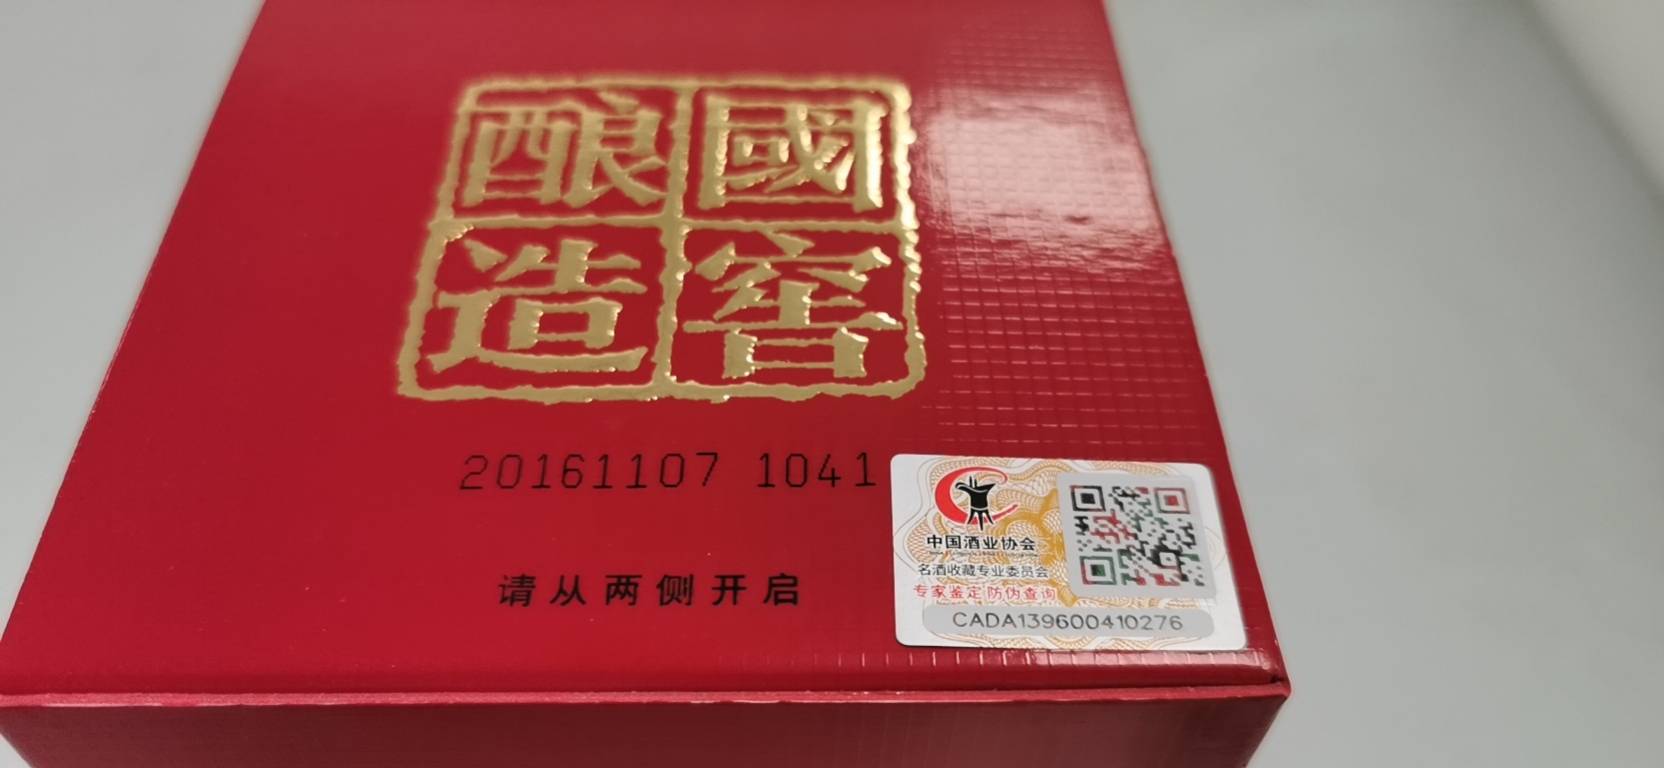 國窖
酿造
20161107 1041
请从两侧开启
中国酒业协会
名酒收藏专业委员会
专家鉴定 防伪查询
CADA139600410276